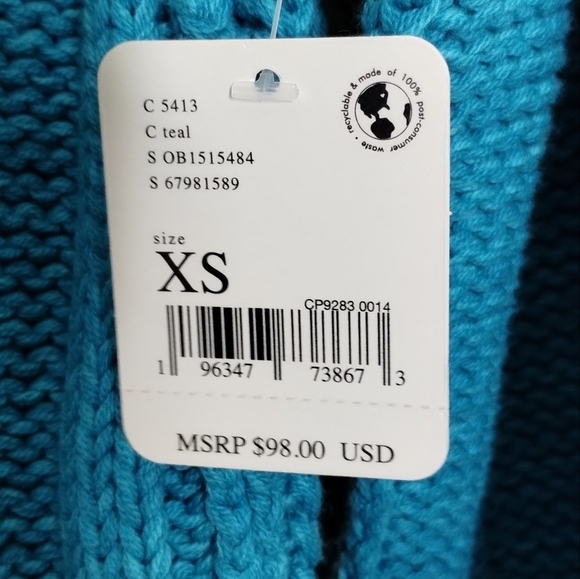 C 5413
C teal
S OB1515484
S 67981589
recyclable & made of 100% post-consumer waste •
size
XS
CP9283 0014
1 96347 73867 3
MSRP $98.00 USD